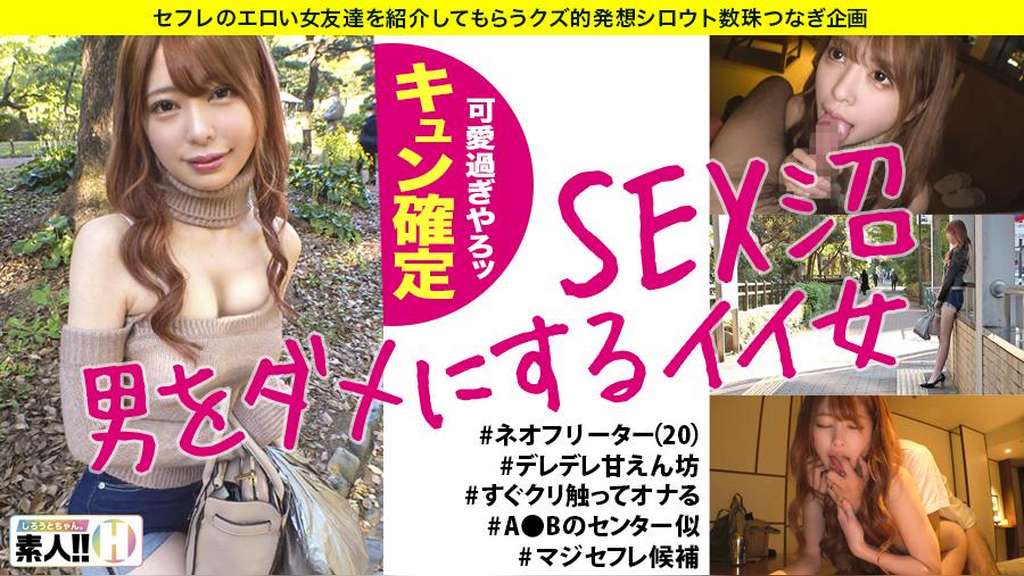 セフレのエロい女友達を紹介してもらうクズ的発想シロウト数珠つなぎ企画
可愛過ぎやろッ
キュン確定
SEX沼
男をダメにするイイ女
#ネオフリーター(20)
#デレデレ甘えん坊
#すぐクリ触ってオナる
#A●Bのセンター似
#マジセフレ候補
しろうとちゃん。
素人!!
H